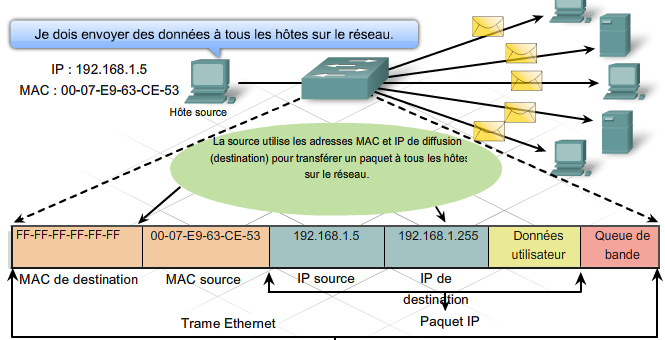 Je dois envoyer des données à tous les hôtes sur le réseau.
IP : 192.168.1.5
MAC : 00-07-E9-63-CE-53
Hôte source
La source utilise les adresses MAC et IP de diffusion
(destination) pour transférer un paquet à tous les hôtes
sur le réseau.
FF-FF-FF-FF-FF-FF
00-07-E9-63-CE-53
192.168.1.5
192.168.1.255
Données
utilisateur
Queue de
bande
MAC de destination
MAC source
IP source
IP de
destination
Trame Ethernet
Paquet IP